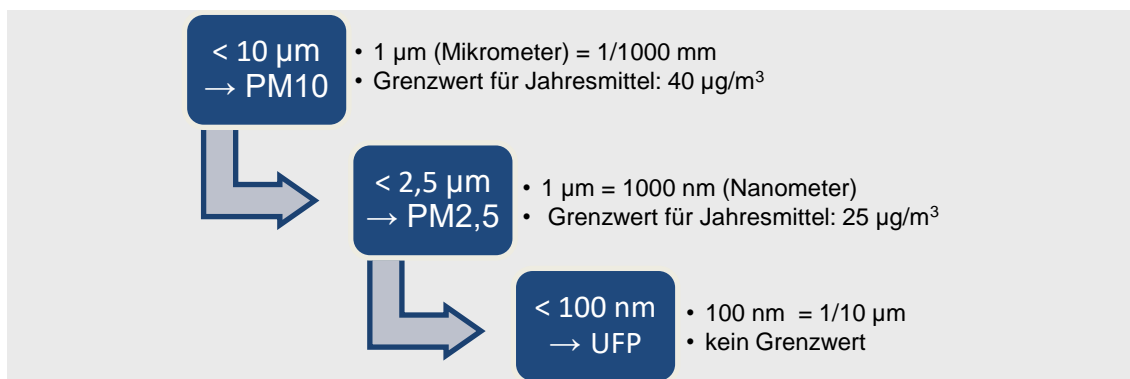 < 10 µm
→ PM10
• 1 µm (Mikrometer) = 1/1000 mm
• Grenzwert für Jahresmittel: 40 µg/m³
< 2,5 µm
→ PM2,5
• 1 µm = 1000 nm (Nanometer)
• Grenzwert für Jahresmittel: 25 µg/m³
< 100 nm
→ UFP
• 100 nm = 1/10 µm
• kein Grenzwert